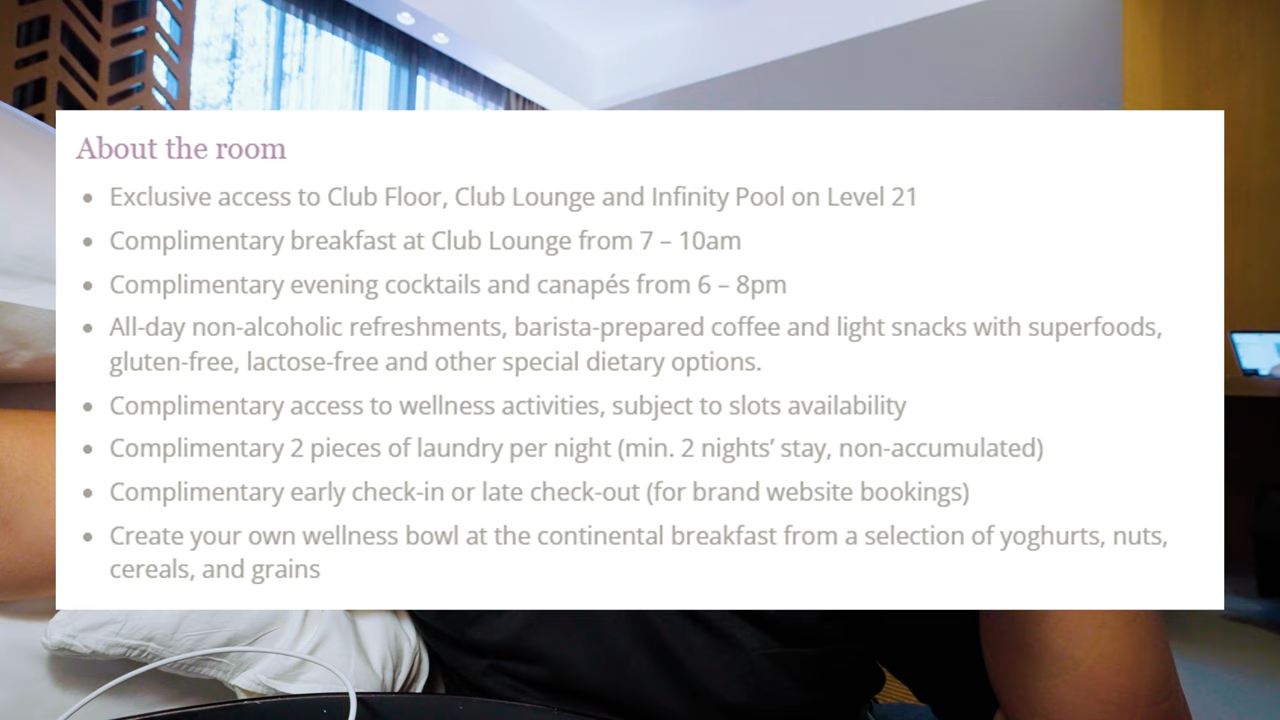 About the room
• Exclusive access to Club Floor, Club Lounge and Infinity Pool on Level 21
• Complimentary breakfast at Club Lounge from 7 – 10am
• Complimentary evening cocktails and canapés from 6 – 8pm
• All-day non-alcoholic refreshments, barista-prepared coffee and light snacks with superfoods,
gluten-free, lactose-free and other special dietary options.
• Complimentary access to wellness activities, subject to slots availability
• Complimentary 2 pieces of laundry per night (min. 2 nights’ stay, non-accumulated)
• Complimentary early check-in or late check-out (for brand website bookings)
• Create your own wellness bowl at the continental breakfast from a selection of yoghurts, nuts,
cereals, and grains